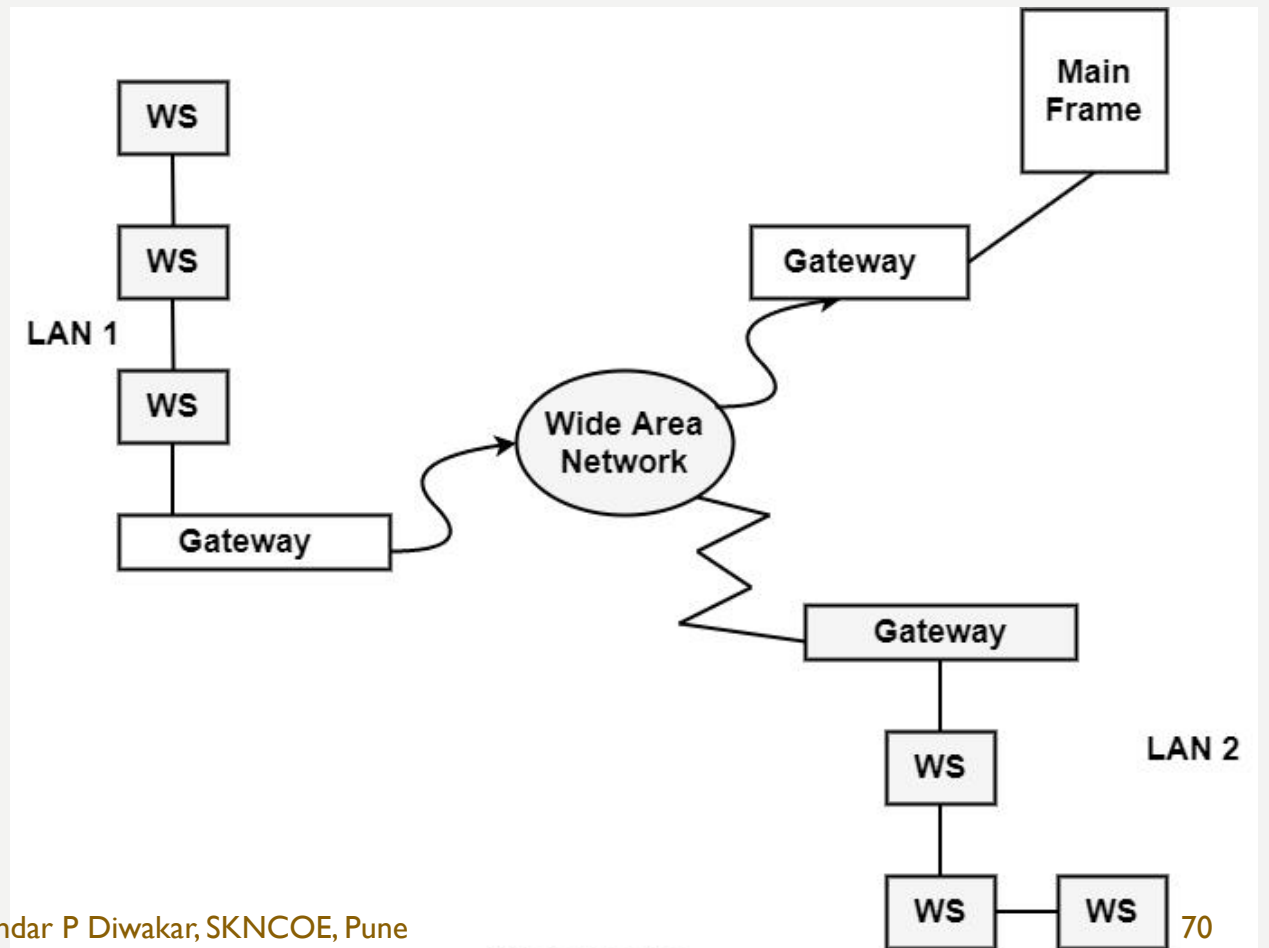 Main
Frame
WS
WS
Gateway
LAN 1
WS
Wide Area
Network
Gateway
Gateway
LAN 2
WS
WS
WS
P Diwakar, SKNCOE, Pune
70